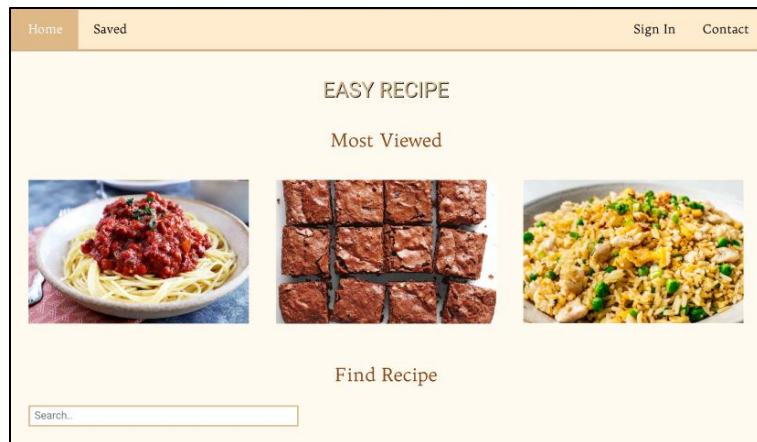 Home Saved Sign In Contact
EASY RECIPE
Most Viewed
Find Recipe
Search..